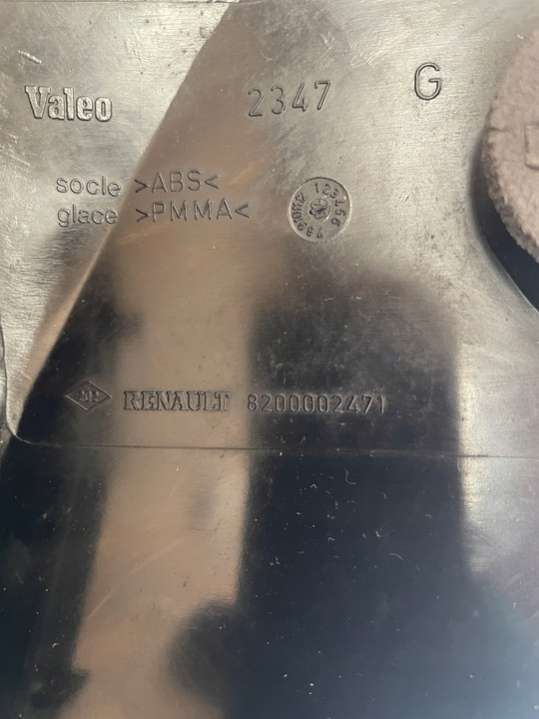 Valeo 2347 G
socle >ABS<
glace >PMMA<
RENAULT 8200002471